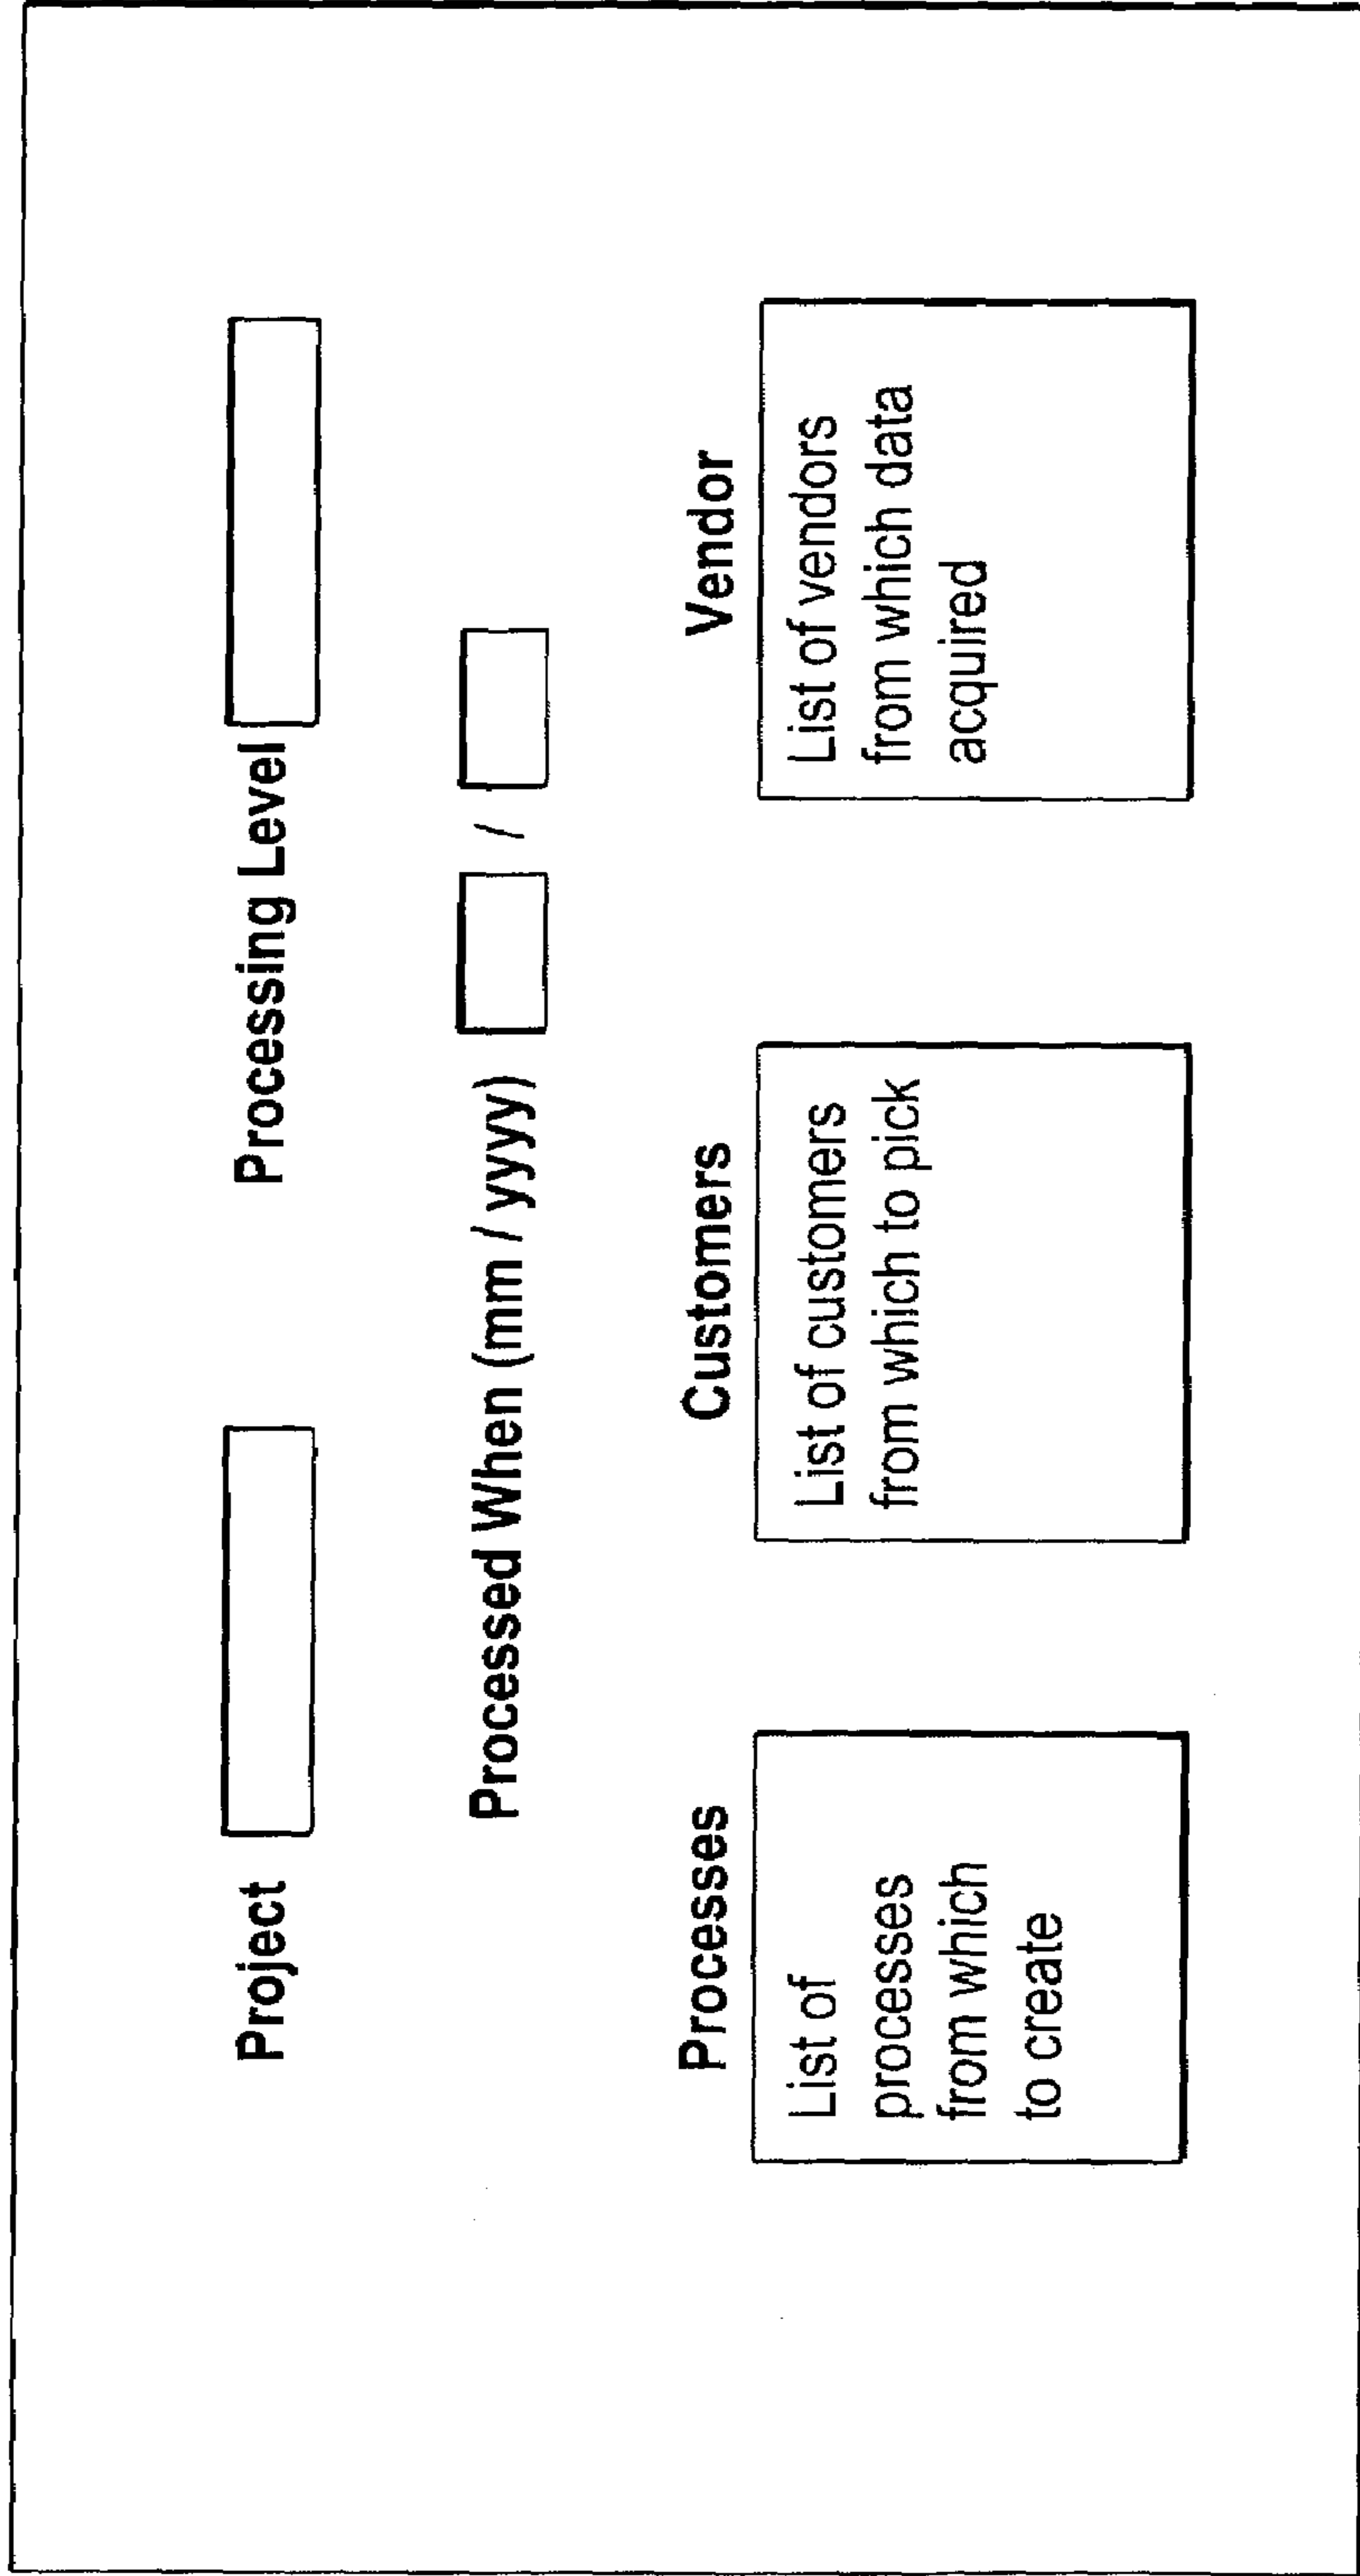 Project Processing Level
Processed When (mm / yyyy) /
Processes
List of
processes
from which
to create
Customers
List of customers
from which to pick
Vendor
List of vendors
from which data
acquired